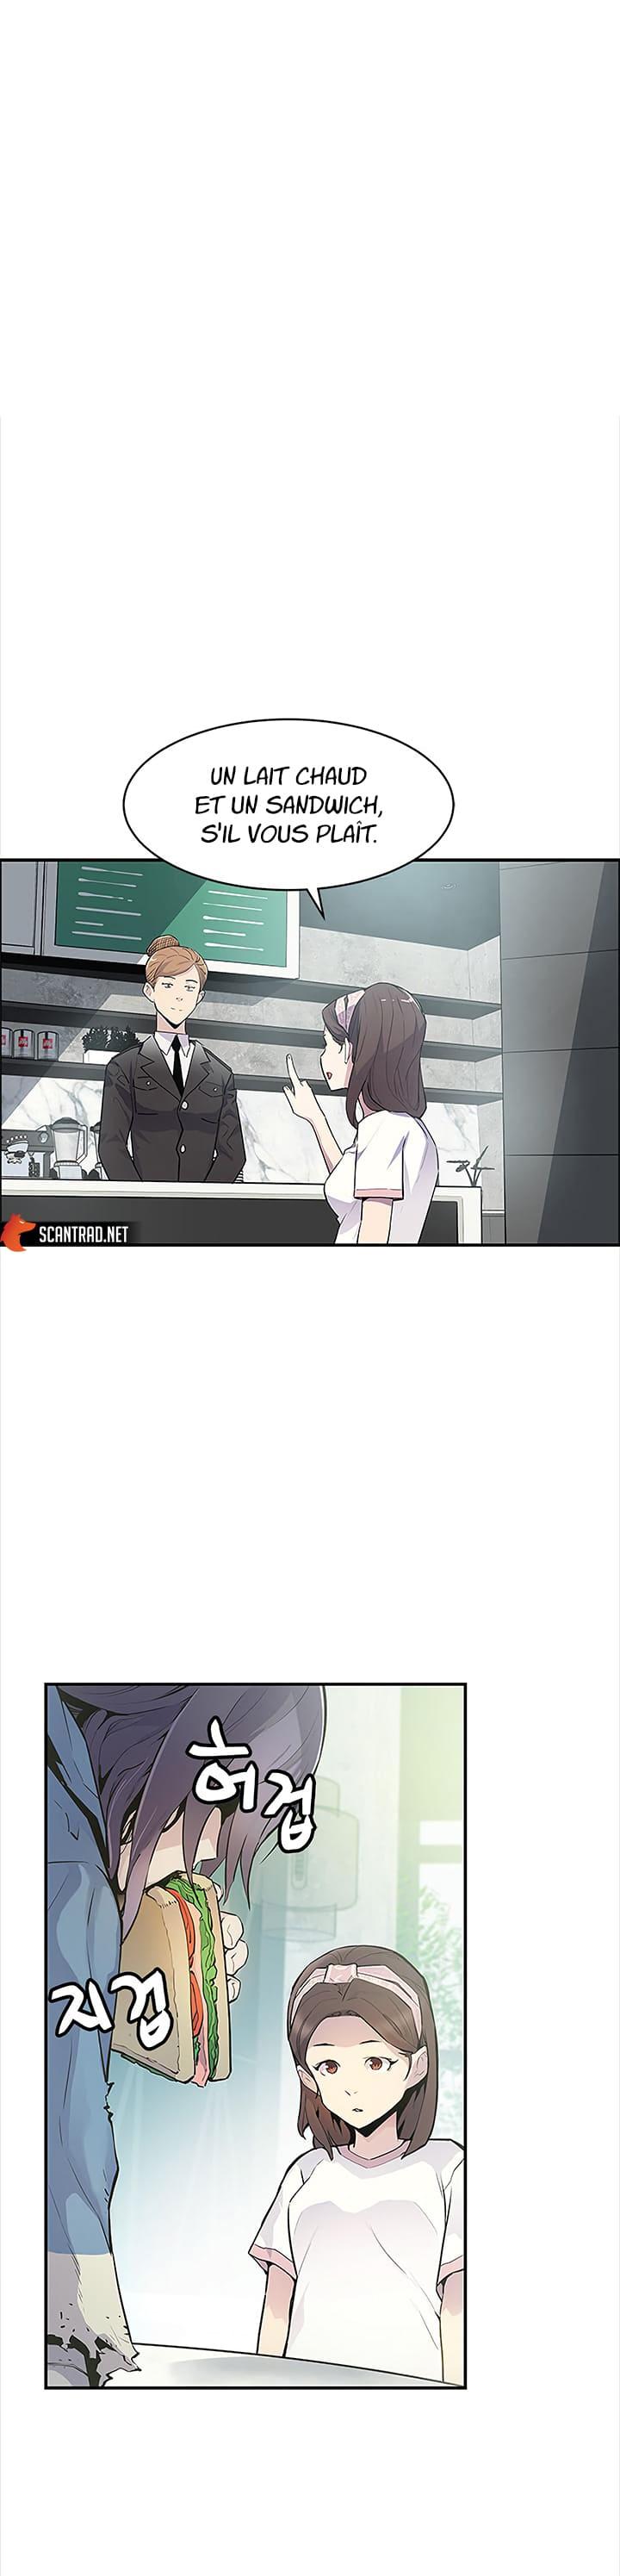 UN LAIT CHAUD
ET UN SANDWICH,
S'IL VOUS PLAÎT.
SCANTRAD.NET
허겁
지겁